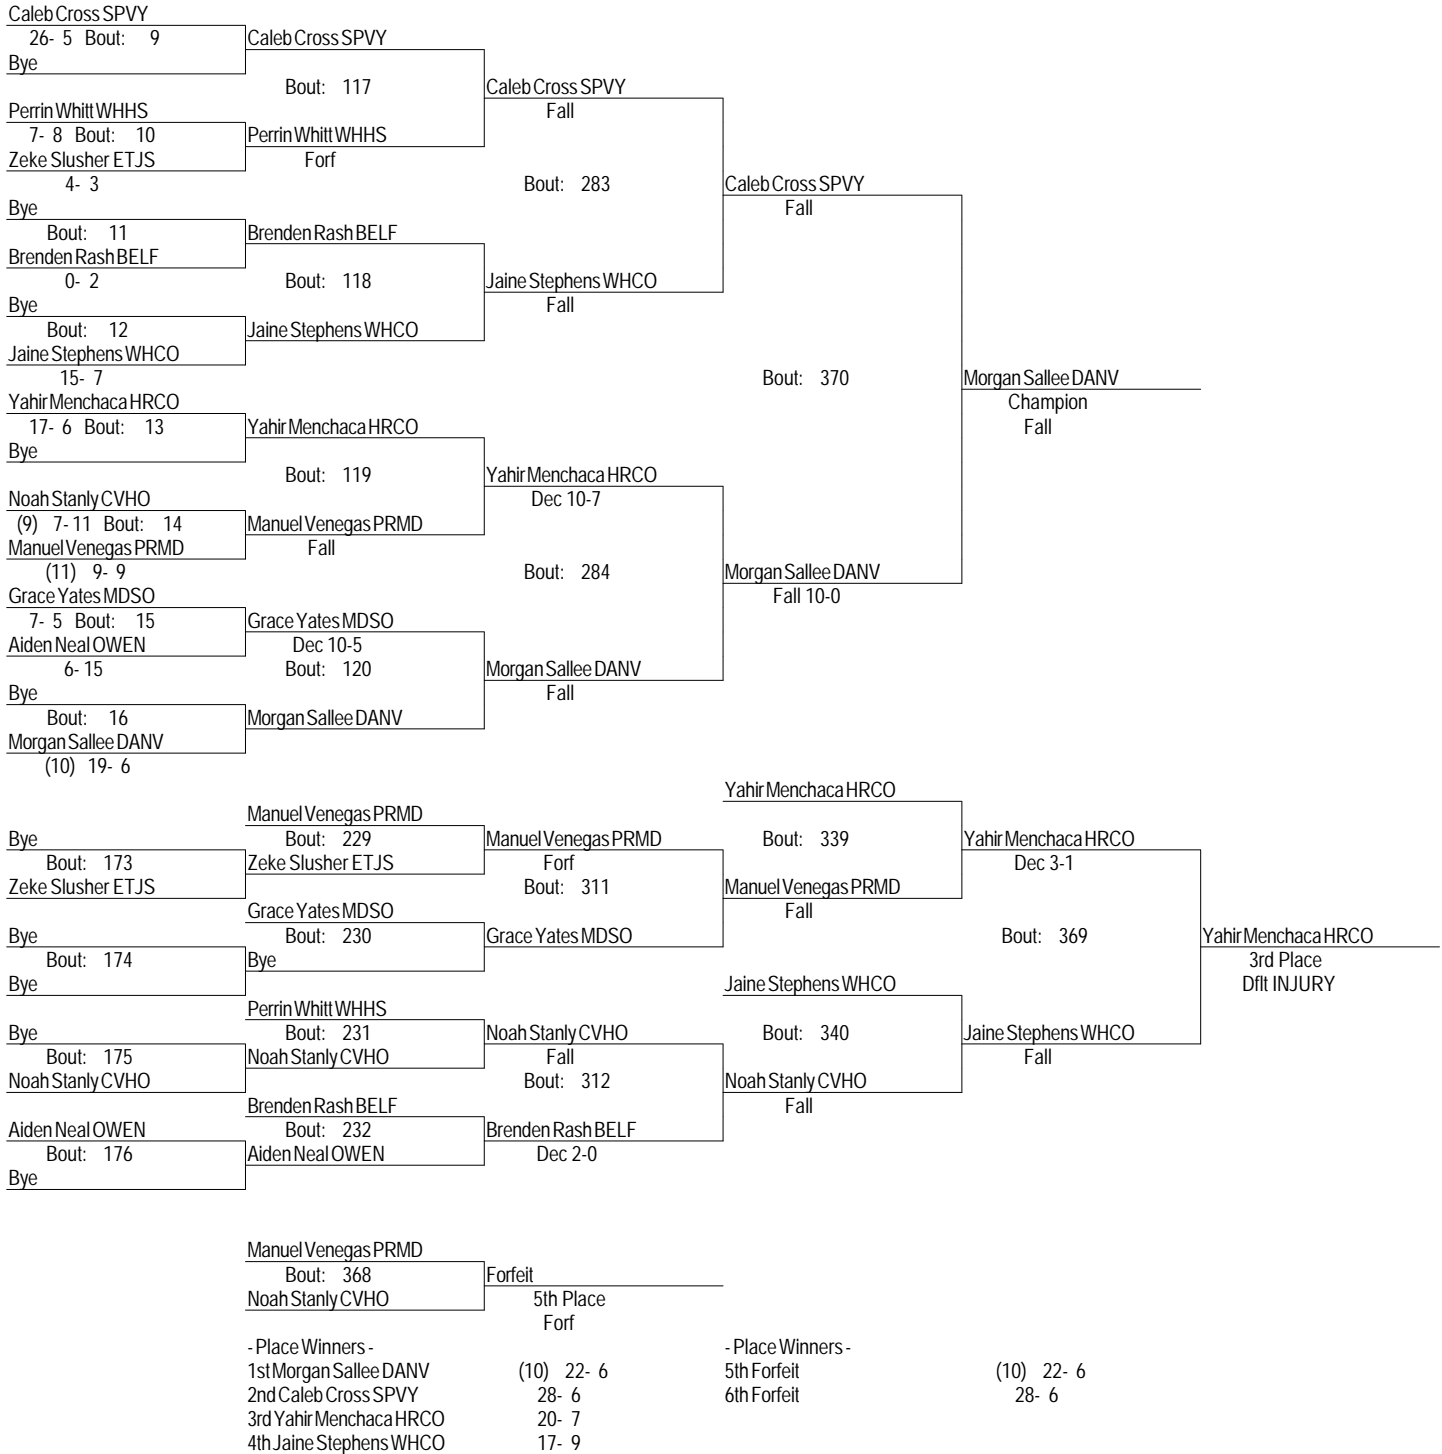 Caleb Cross SPVY
26- 5 Bout: 9 Caleb Cross SPVY
Bye
Bout: 117 Caleb Cross SPVY
Perrin Whitt WHHS Fall
7- 8 Bout: 10 Perrin Whitt WHHS
Zeke Slusher ETJS Forf
4- 3 Bout: 283 Caleb Cross SPVY
Bye Fall
Bout: 11 Brenden Rash BELF
Brenden Rash BELF
0- 2 Bout: 118 Jaine Stephens WHCO
Bye Fall
Bout: 12 Jaine Stephens WHCO
Jaine Stephens WHCO
15- 7 Bout: 370 Morgan Sallee DANV
Yahir Menchaca HRCO Champion
17- 6 Bout: 13 Yahir Menchaca HRCO Fall
Bye
Bout: 119 Yahir Menchaca HRCO
Noah Stanly CVHO Dec 10-7
(9) 7- 11 Bout: 14 Manuel Venegas PRMD
Manuel Venegas PRMD Fall
(11) 9- 9 Bout: 284 Morgan Sallee DANV
Grace Yates MDSO Fall 10-0
7- 5 Bout: 15 Grace Yates MDSO
Aiden Neal OWEN Dec 10-5
6- 15 Bout: 120 Morgan Sallee DANV
Bye Fall
Bout: 16 Morgan Sallee DANV
Morgan Sallee DANV
(10) 19- 6
Yahir Menchaca HRCO
Manuel Venegas PRMD
Bye Bout: 229 Manuel Venegas PRMD Bout: 339 Yahir Menchaca HRCO
Bout: 173 Zeke Slusher ETJS Forf Dec 3-1
Zeke Slusher ETJS Bout: 311 Manuel Venegas PRMD
Grace Yates MDSO Fall
Bye Bout: 230 Grace Yates MDSO Bout: 369 Yahir Menchaca HRCO
Bout: 174 Bye 3rd Place
Bye Jaine Stephens WHCO Dflt INJURY
Perrin Whitt WHHS
Bye Bout: 231 Noah Stanly CVHO Bout: 340 Jaine Stephens WHCO
Bout: 175 Noah Stanly CVHO Fall Fall
Noah Stanly CVHO Bout: 312 Noah Stanly CVHO
Brenden Rash BELF Fall
Aiden Neal OWEN Bout: 232 Brenden Rash BELF
Bout: 176 Aiden Neal OWEN Dec 2-0
Bye
Manuel Venegas PRMD
Bout: 368 Forfeit
Noah Stanly CVHO 5th Place
Forf
- Place Winners - - Place Winners -
1st Morgan Sallee DANV (10) 22- 6 5th Forfeit (10) 22- 6
2nd Caleb Cross SPVY 28- 6 6th Forfeit 28- 6
3rd Yahir Menchaca HRCO 20- 7
4th Jaine Stephens WHCO 17- 9